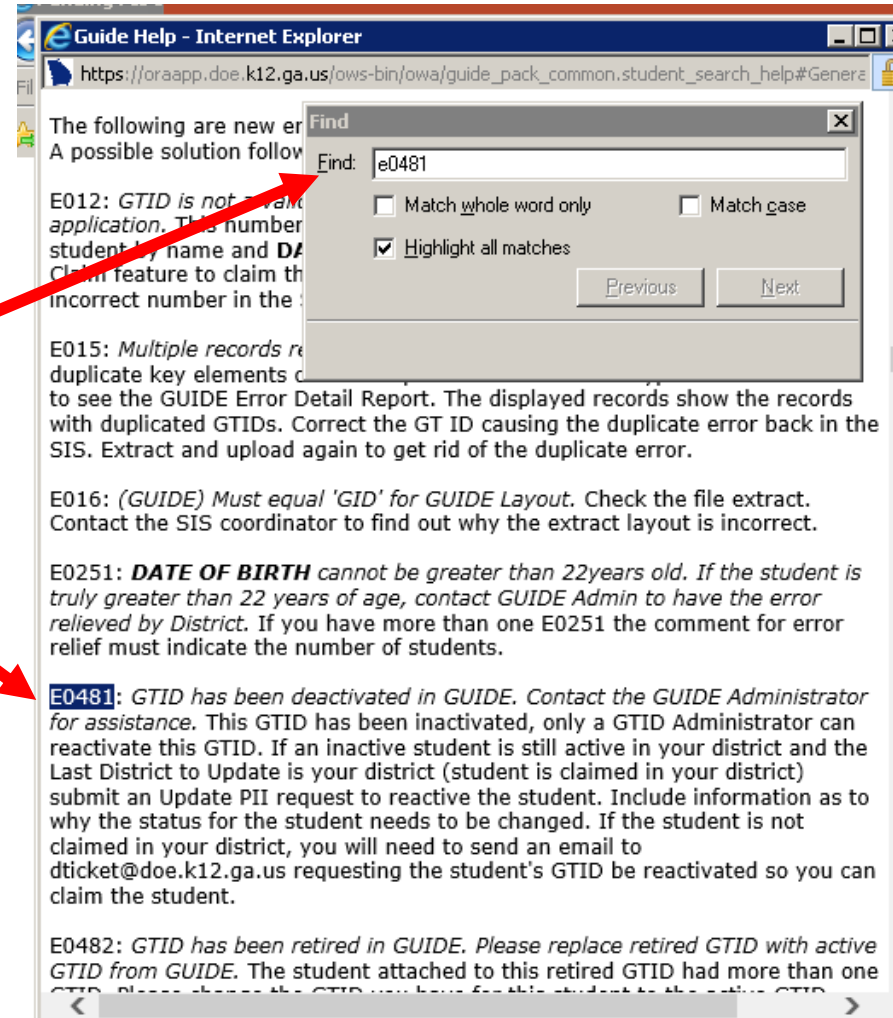 Guide Help - Internet Explorer
https://oraapp.doe.k12.ga.us/ows-bin/owa/guide_pack_common.student_search_help#Genera
Fil
The following are new er
A possible solution follow
Find
Find: e0481
Match whole word only
Match case
Highlight all matches
Previous
Next
E012: GTID is not a valid
application. This number
student by name and DA
Claim feature to claim th
incorrect number in the
E015: Multiple records re
duplicate key elements
to see the GUIDE Error Detail Report. The displayed records show the records
with duplicated GTIDs. Correct the GT ID causing the duplicate error back in the
SIS. Extract and upload again to get rid of the duplicate error.
E016: (GUIDE) Must equal 'GID' for GUIDE Layout. Check the file extract.
Contact the SIS coordinator to find out why the extract layout is incorrect.
E0251: DATE OF BIRTH cannot be greater than 22years old. If the student is
truly greater than 22 years of age, contact GUIDE Admin to have the error
relieved by District. If you have more than one E0251 the comment for error
relief must indicate the number of students.
E0481: GTID has been deactivated in GUIDE. Contact the GUIDE Administrator
for assistance. This GTID has been inactivated, only a GTID Administrator can
reactivate this GTID. If an inactive student is still active in your district and the
Last District to Update is your district (student is claimed in your district)
submit an Update PII request to reactive the student. Include information as to
why the status for the student needs to be changed. If the student is not
claimed in your district, you will need to send an email to
dticket@doe.k12.ga.us requesting the student's GTID be reactivated so you can
claim the student.
E0482: GTID has been retired in GUIDE. Please replace retired GTID with active
GTID from GUIDE. The student attached to this retired GTID had more than one
GTID. Please change the GTID you have for this student to the active GTID